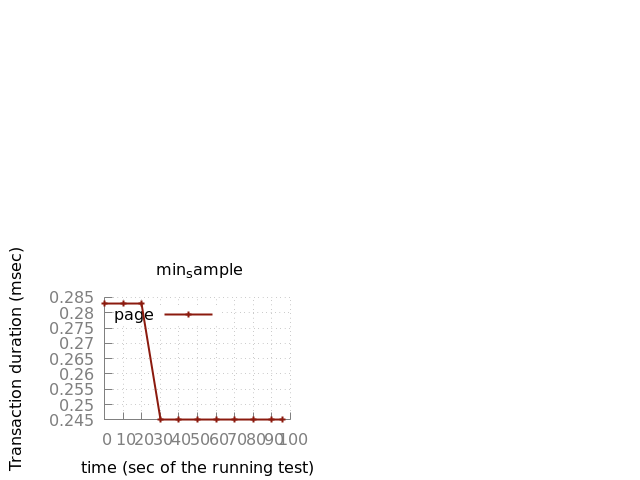 min_sample
Transaction duration (msec)
0.285
0.28
0.275
0.27
0.265
0.26
0.255
0.25
0.245
page
0 10 20 30 40 50 60 70 80 90 100
time (sec of the running test)